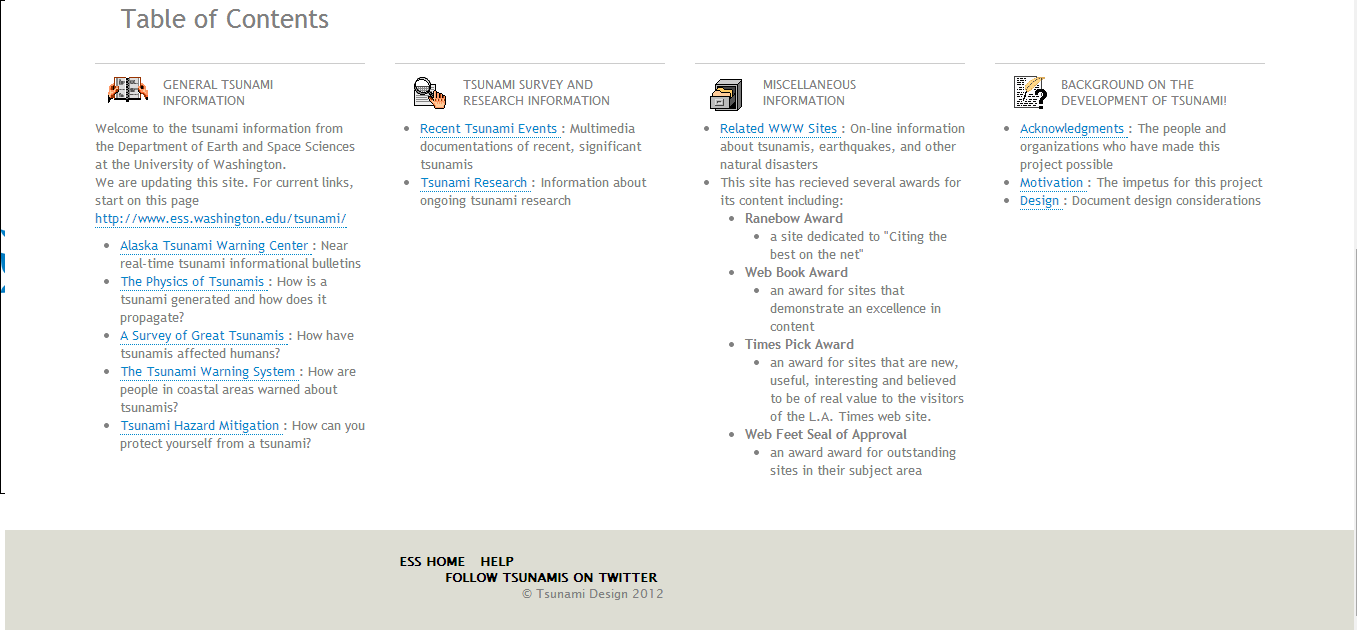 Table of Contents
GENERAL TSUNAMI
INFORMATION
Welcome to the tsunami information from
the Department of Earth and Space Sciences
at the University of Washington.
We are updating this site. For current links,
start on this page
http://www.ess.washington.edu/tsunami/
Alaska Tsunami Warning Center : Near
real-time tsunami informational bulletins
The Physics of Tsunamis : How is a
tsunami generated and how does it
propagate?
A Survey of Great Tsunamis : How have
tsunamis affected humans?
The Tsunami Warning System : How are
people in coastal areas warned about
tsunamis?
Tsunami Hazard Mitigation : How can you
protect yourself from a tsunami?
TSUNAMI SURVEY AND
RESEARCH INFORMATION
Recent Tsunami Events : Multimedia
documentations of recent, significant
tsunamis
Tsunami Research : Information about
ongoing tsunami research
MISCELLANEOUS
INFORMATION
Related WWW Sites : On-line information
about tsunamis, earthquakes, and other
natural disasters
This site has recieved several awards for
its content including:
Ranebow Award
a site dedicated to "Citing the
best on the net"
Web Book Award
an award for sites that
demonstrate an excellence in
content
Times Pick Award
an award for sites that are new,
useful, interesting and believed
to be of real value to the visitors
of the L.A. Times web site.
Web Feet Seal of Approval
an award award for outstanding
sites in their subject area
BACKGROUND ON THE
DEVELOPMENT OF TSUNAMI!
Acknowledgments : The people and
organizations who have made this
project possible
Motivation : The impetus for this project
Design : Document design considerations
ESS HOME HELP
FOLLOW TSUNAMIS ON TWITTER
© Tsunami Design 2012